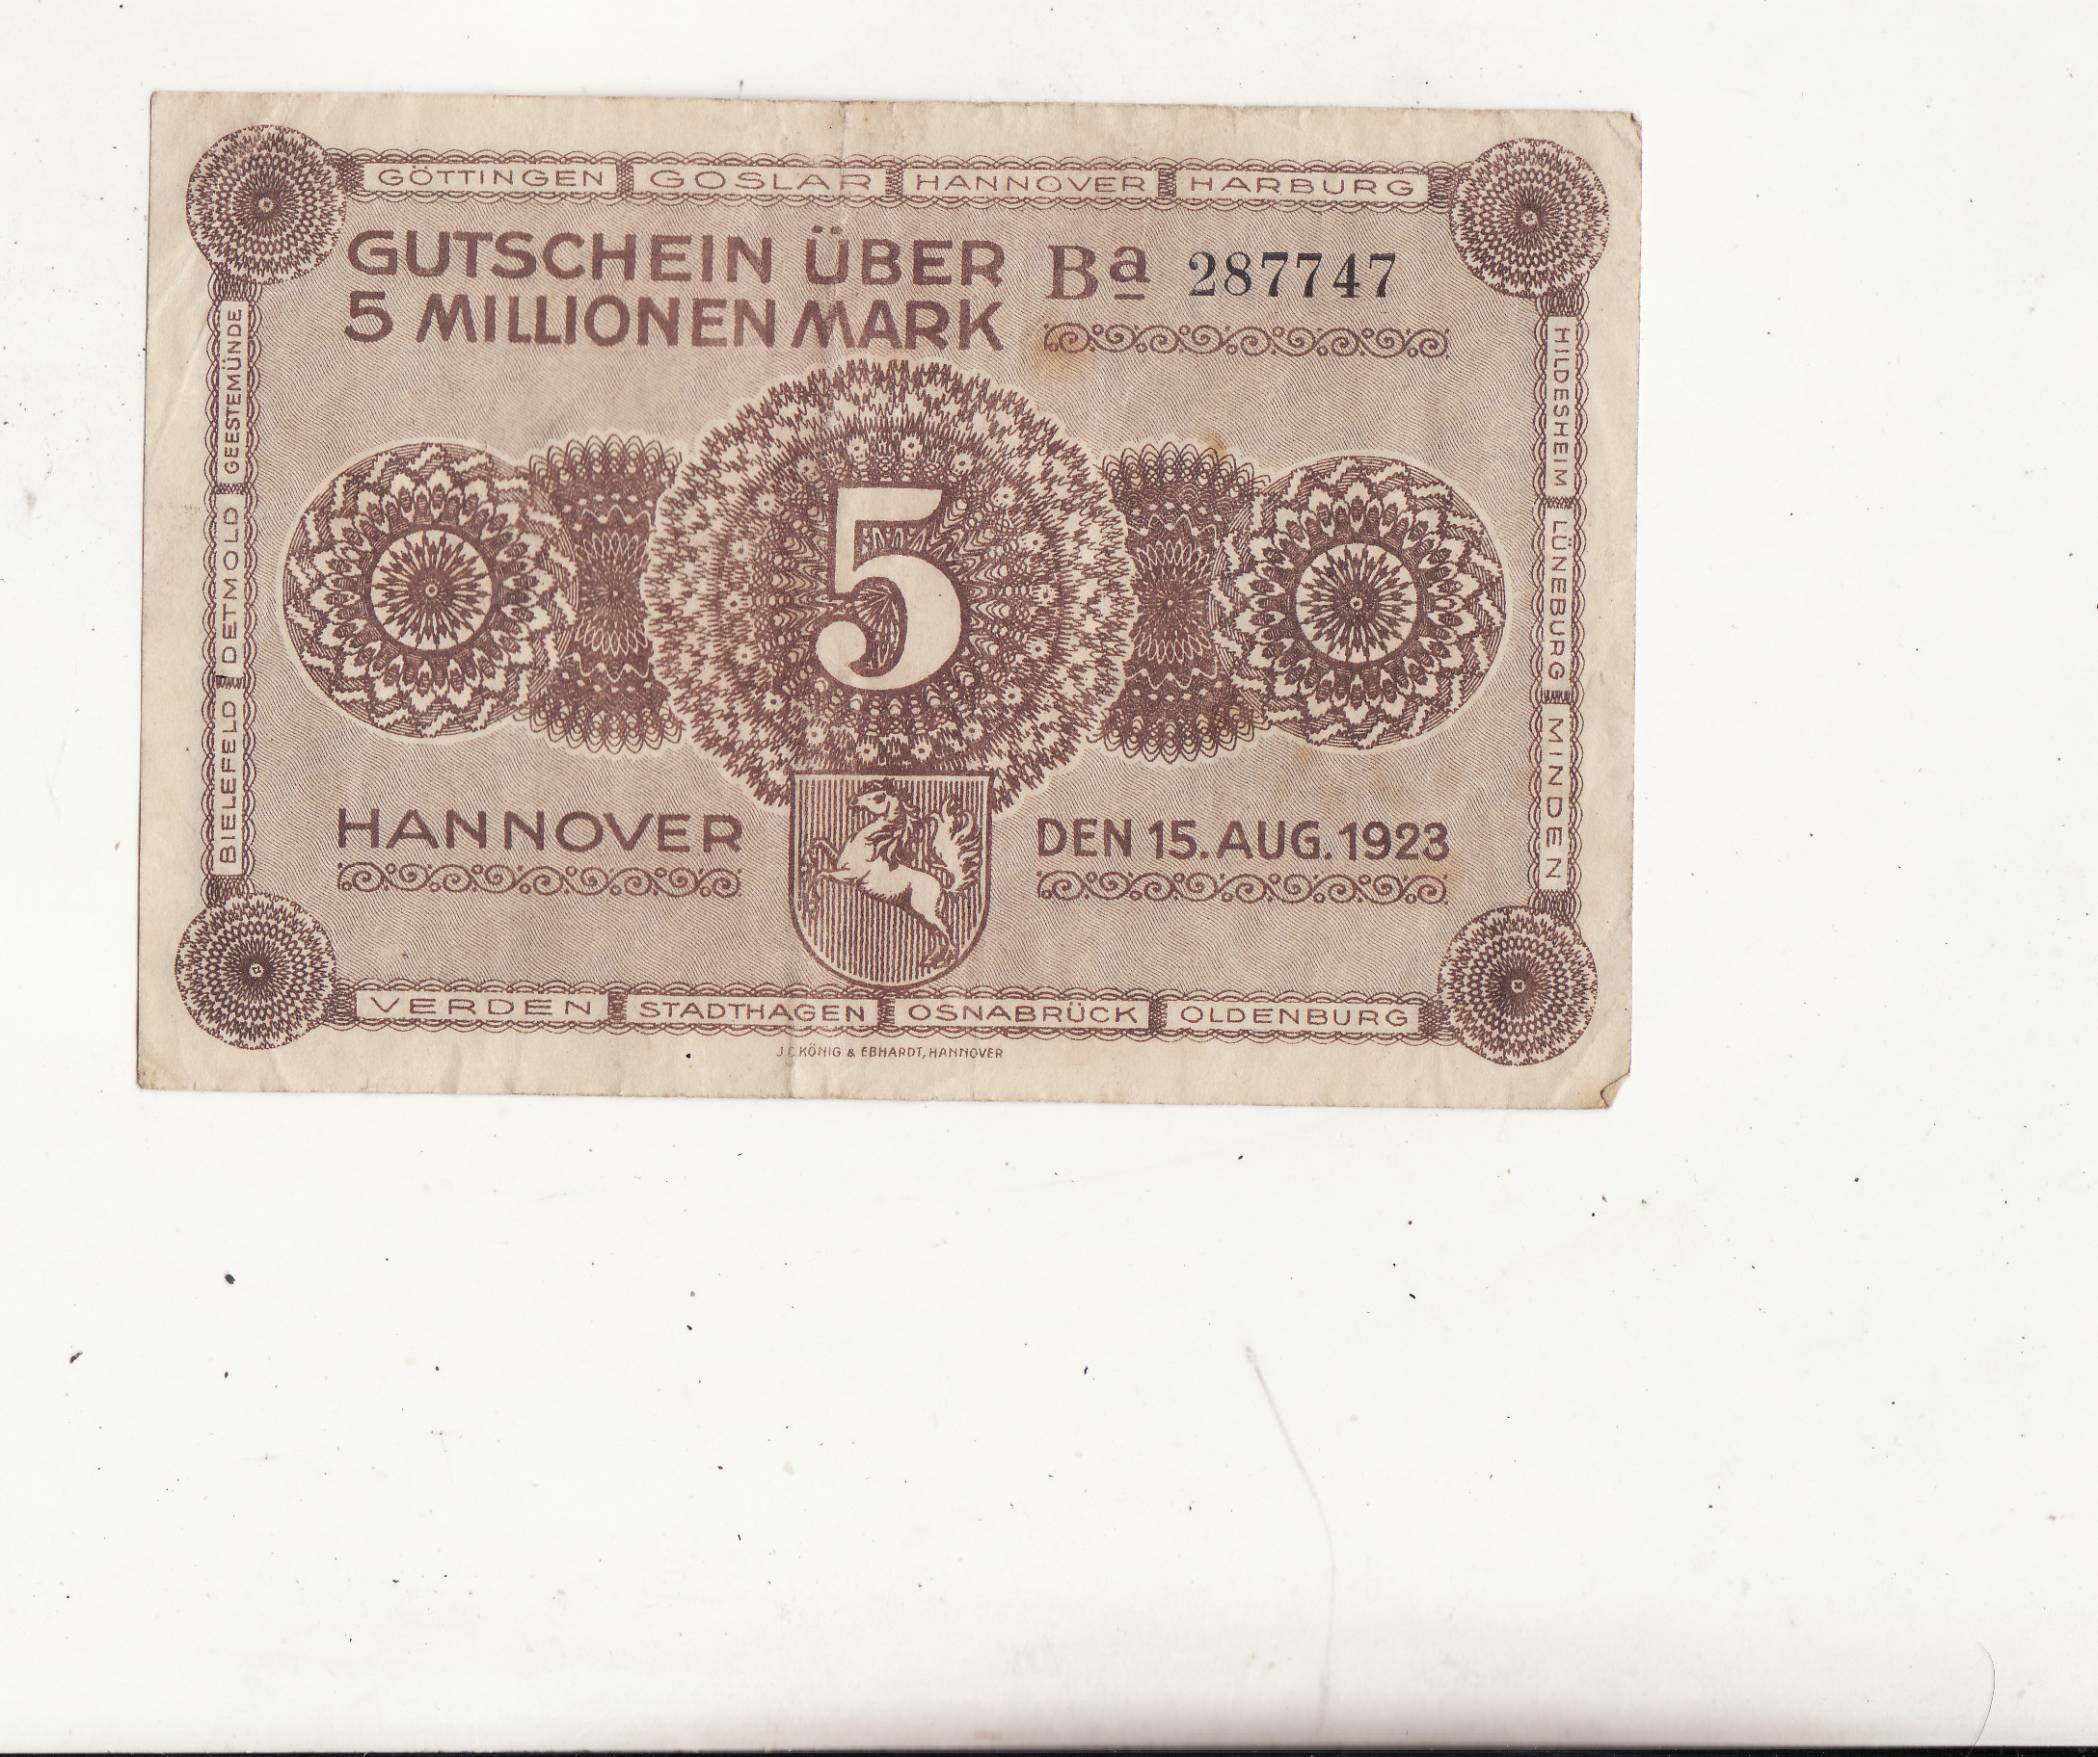 GÖTTINGEN GOSLAR HANNOVER HARBURG
GUTSCHEIN ÜBER
5 MILLIONEN MARK
Ba 287747
GEESTEMÜNDE
DETMOLD
BIELEFELD
HILDESHEIM
LÜNEBURG
MINDEN
5
HANNOVER
DEN 15. AUG. 1923
VERDEN STADTHAGEN OSNABRÜCK OLDENBURG
J.C. KÖNIG & EBHARDT, HANNOVER